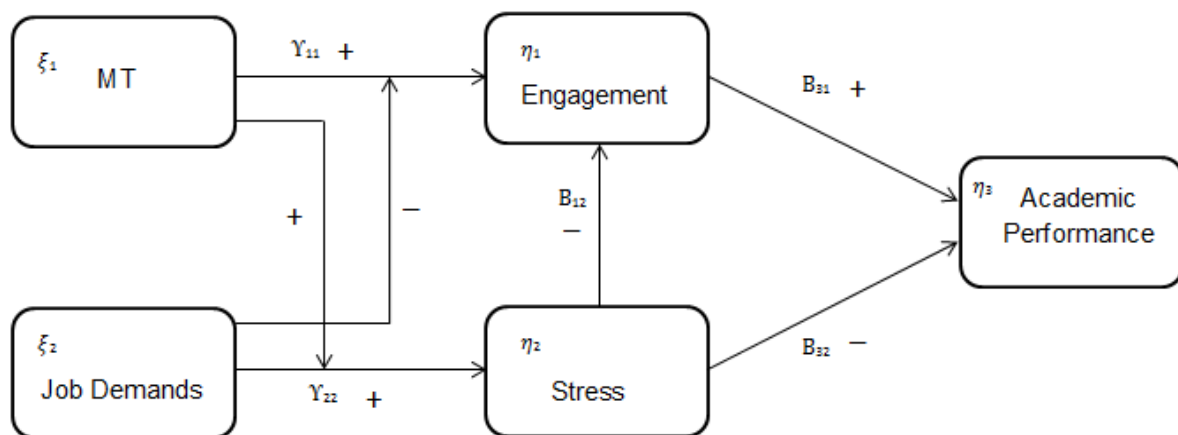 ξ₁
MT
ϒ₁₁ +
η₁
Engagement
B₃₁ +
+
−
B₁₂
−
η₃ Academic
Performance
ξ₂
Job Demands
ϒ₂₂ +
η₂
Stress
B₃₂ −